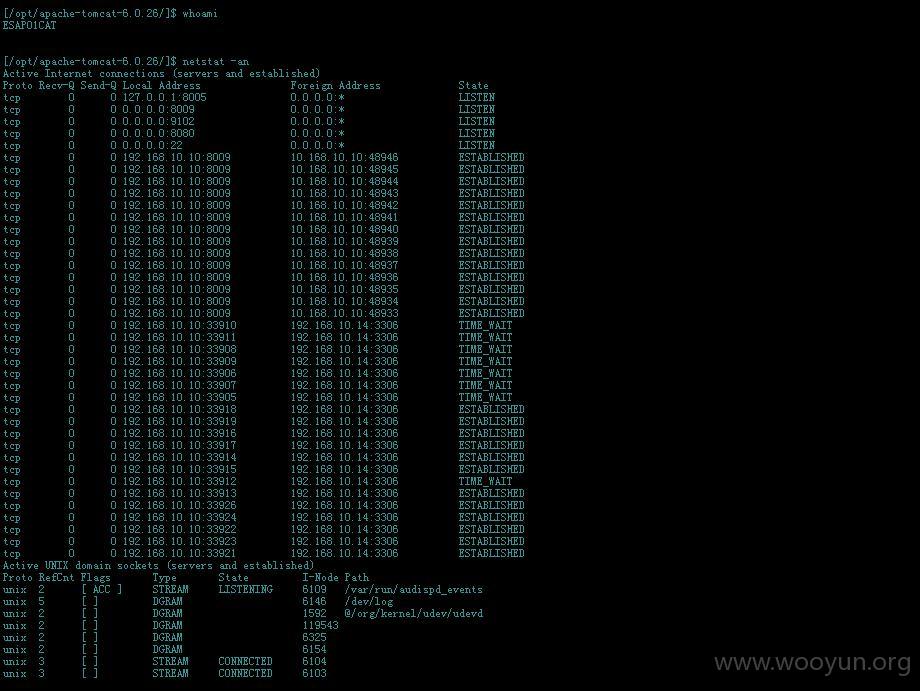 [/opt/apache-tomcat-6.0.26/]$ whoami
ESAPO1CAT
[/opt/apache-tomcat-6.0.26/]$ netstat -an
Active Internet connections (servers and established)
Proto Recv-Q Send-Q Local Address Foreign Address State
tcp 0 0 127.0.0.1:8005 0.0.0.0:* LISTEN
tcp 0 0 0.0.0.0:8009 0.0.0.0:* LISTEN
tcp 0 0 0.0.0.0:9102 0.0.0.0:* LISTEN
tcp 0 0 0.0.0.0:8080 0.0.0.0:* LISTEN
tcp 0 0 0.0.0.0:22 0.0.0.0:* LISTEN
tcp 0 0 192.168.10.10:8009 10.168.10.10:48946 ESTABLISHED
tcp 0 0 192.168.10.10:8009 10.168.10.10:48945 ESTABLISHED
tcp 0 0 192.168.10.10:8009 10.168.10.10:48944 ESTABLISHED
tcp 0 0 192.168.10.10:8009 10.168.10.10:48943 ESTABLISHED
tcp 0 0 192.168.10.10:8009 10.168.10.10:48942 ESTABLISHED
tcp 0 0 192.168.10.10:8009 10.168.10.10:48941 ESTABLISHED
tcp 0 0 192.168.10.10:8009 10.168.10.10:48940 ESTABLISHED
tcp 0 0 192.168.10.10:8009 10.168.10.10:48939 ESTABLISHED
tcp 0 0 192.168.10.10:8009 10.168.10.10:48938 ESTABLISHED
tcp 0 0 192.168.10.10:8009 10.168.10.10:48937 ESTABLISHED
tcp 0 0 192.168.10.10:8009 10.168.10.10:48936 ESTABLISHED
tcp 0 0 192.168.10.10:8009 10.168.10.10:48935 ESTABLISHED
tcp 0 0 192.168.10.10:8009 10.168.10.10:48934 ESTABLISHED
tcp 0 0 192.168.10.10:8009 10.168.10.10:48933 ESTABLISHED
tcp 0 0 192.168.10.10:33910 192.168.10.14:3306 TIME_WAIT
tcp 0 0 192.168.10.10:33911 192.168.10.14:3306 TIME_WAIT
tcp 0 0 192.168.10.10:33908 192.168.10.14:3306 TIME_WAIT
tcp 0 0 192.168.10.10:33909 192.168.10.14:3306 TIME_WAIT
tcp 0 0 192.168.10.10:33906 192.168.10.14:3306 TIME_WAIT
tcp 0 0 192.168.10.10:33907 192.168.10.14:3306 TIME_WAIT
tcp 0 0 192.168.10.10:33905 192.168.10.14:3306 TIME_WAIT
tcp 0 0 192.168.10.10:33918 192.168.10.14:3306 ESTABLISHED
tcp 0 0 192.168.10.10:33919 192.168.10.14:3306 ESTABLISHED
tcp 0 0 192.168.10.10:33916 192.168.10.14:3306 ESTABLISHED
tcp 0 0 192.168.10.10:33917 192.168.10.14:3306 ESTABLISHED
tcp 0 0 192.168.10.10:33914 192.168.10.14:3306 ESTABLISHED
tcp 0 0 192.168.10.10:33915 192.168.10.14:3306 ESTABLISHED
tcp 0 0 192.168.10.10:33912 192.168.10.14:3306 TIME_WAIT
tcp 0 0 192.168.10.10:33913 192.168.10.14:3306 ESTABLISHED
tcp 0 0 192.168.10.10:33926 192.168.10.14:3306 ESTABLISHED
tcp 0 0 192.168.10.10:33924 192.168.10.14:3306 ESTABLISHED
tcp 0 0 192.168.10.10:33922 192.168.10.14:3306 ESTABLISHED
tcp 0 0 192.168.10.10:33923 192.168.10.14:3306 ESTABLISHED
tcp 0 0 192.168.10.10:33921 192.168.10.14:3306 ESTABLISHED
Active UNIX domain sockets (servers and established)
Proto RefCnt Flags Type State I-Node Path
unix 2 [ ACC ] STREAM LISTENING 6109 /var/run/audispd_events
unix 5 [ ] DGRAM 6146 /dev/log
unix 2 [ ] DGRAM 1592 @/org/kernel/udev/udevd
unix 2 [ ] DGRAM 119543
unix 2 [ ] DGRAM 6325
unix 2 [ ] DGRAM 6154
unix 3 [ ] STREAM CONNECTED 6104
unix 3 [ ] STREAM CONNECTED 6103
www.wooyun.org